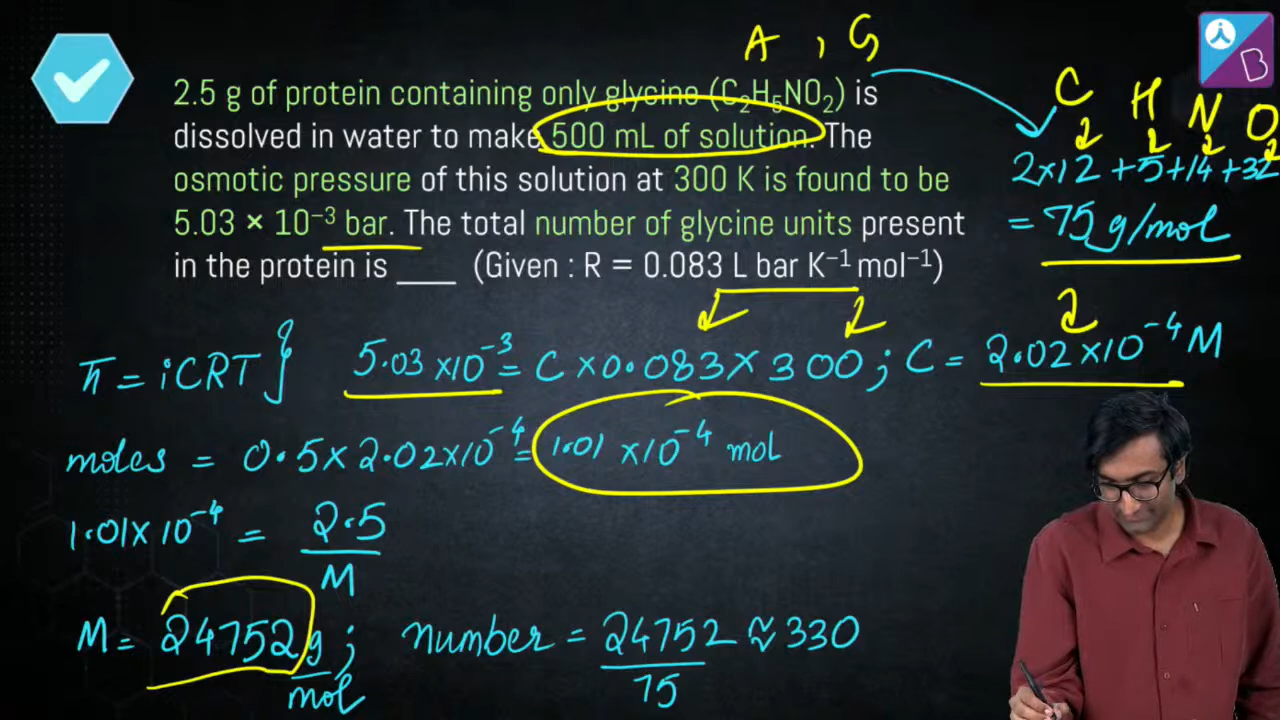 A , G
2.5 g of protein containing only glycine (C₂H₅NO₂) is
dissolved in water to make 500 mL of solution. The
osmotic pressure of this solution at 300 K is found to be
5.03 × 10⁻³ bar. The total number of glycine units present
in the protein is ____ (Given : R = 0.083 L bar K⁻¹ mol⁻¹)
C H N O
2×12 +5+14+32
= 75 g/mol
π = iCRT } 5.03 ×10⁻³ = C ×0.083× 300 ; C = 2.02 ×10⁻⁴ M
moles = 0.5× 2.02×10⁻⁴ = 1.01 ×10⁻⁴ mol
1.01× 10⁻⁴ = 2.5 / M
M = 24752 g/mol ; number = 24752 / 75 ≈ 330
B